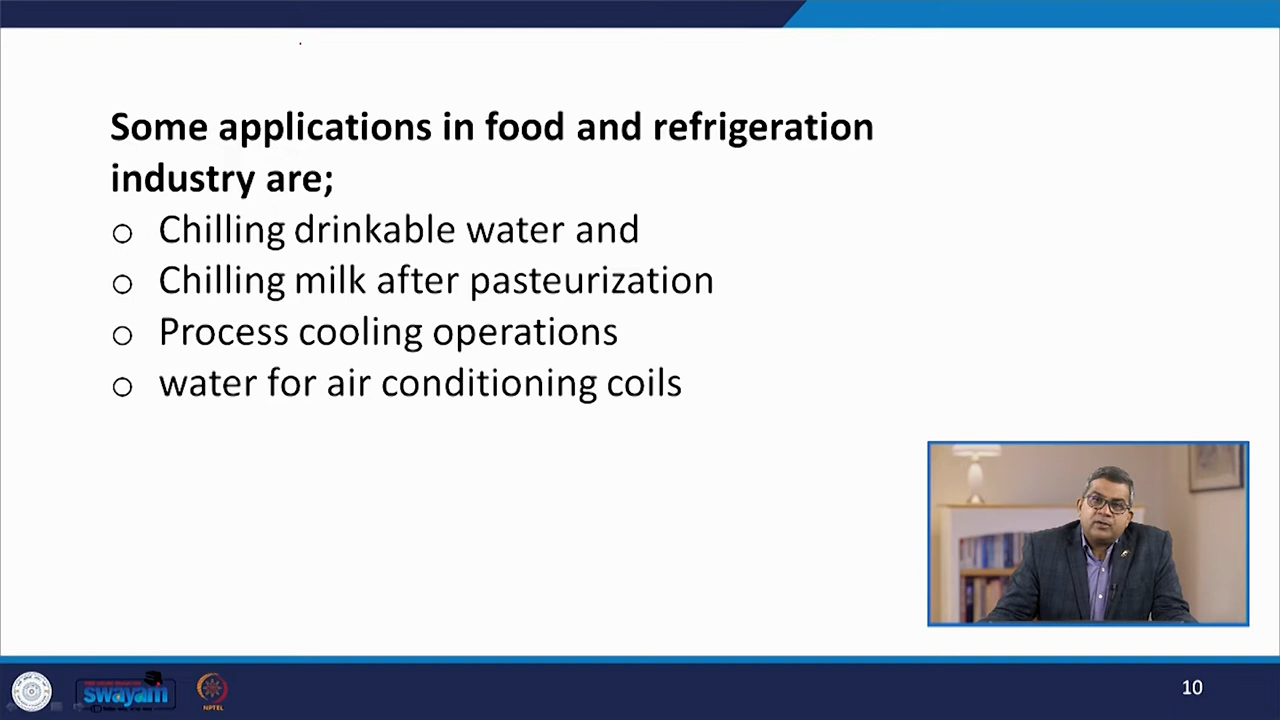 Some applications in food and refrigeration
industry are;
o Chilling drinkable water and
o Chilling milk after pasteurization
o Process cooling operations
o water for air conditioning coils
swayam
NPTEL
10